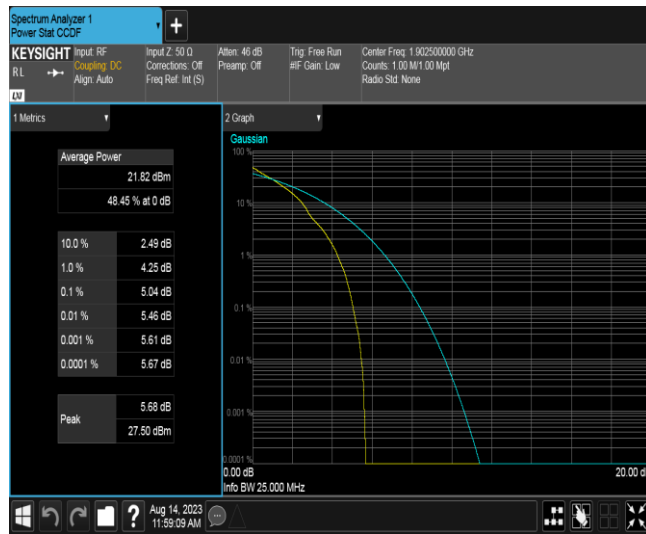 Spectrum Analyzer 1
Power Stat CCDF
+
KEYSIGHT
RL
LXI
Input: RF
Coupling: DC
Align: Auto
Input Z: 50 Ω
Corrections: Off
Freq Ref: Int (S)
Atten: 46 dB
Preamp: Off
Trig: Free Run
#IF Gain: Low
Center Freq: 1.902500000 GHz
Counts: 1.00 M/1.00 Mpt
Radio Std: None
1 Metrics
Average Power
21.82 dBm
48.45 % at 0 dB
10.0 % 2.49 dB
1.0 % 4.25 dB
0.1 % 5.04 dB
0.01 % 5.46 dB
0.001 % 5.61 dB
0.0001 % 5.67 dB
Peak
5.68 dB
27.50 dBm
2 Graph
Gaussian
100 %
10 %
1 %
0.1 %
0.01 %
0.001 %
0.0001 %
0.00 dB
20.00 d
Info BW 25.000 MHz
?
Aug 14, 2023
11:59:09 AM